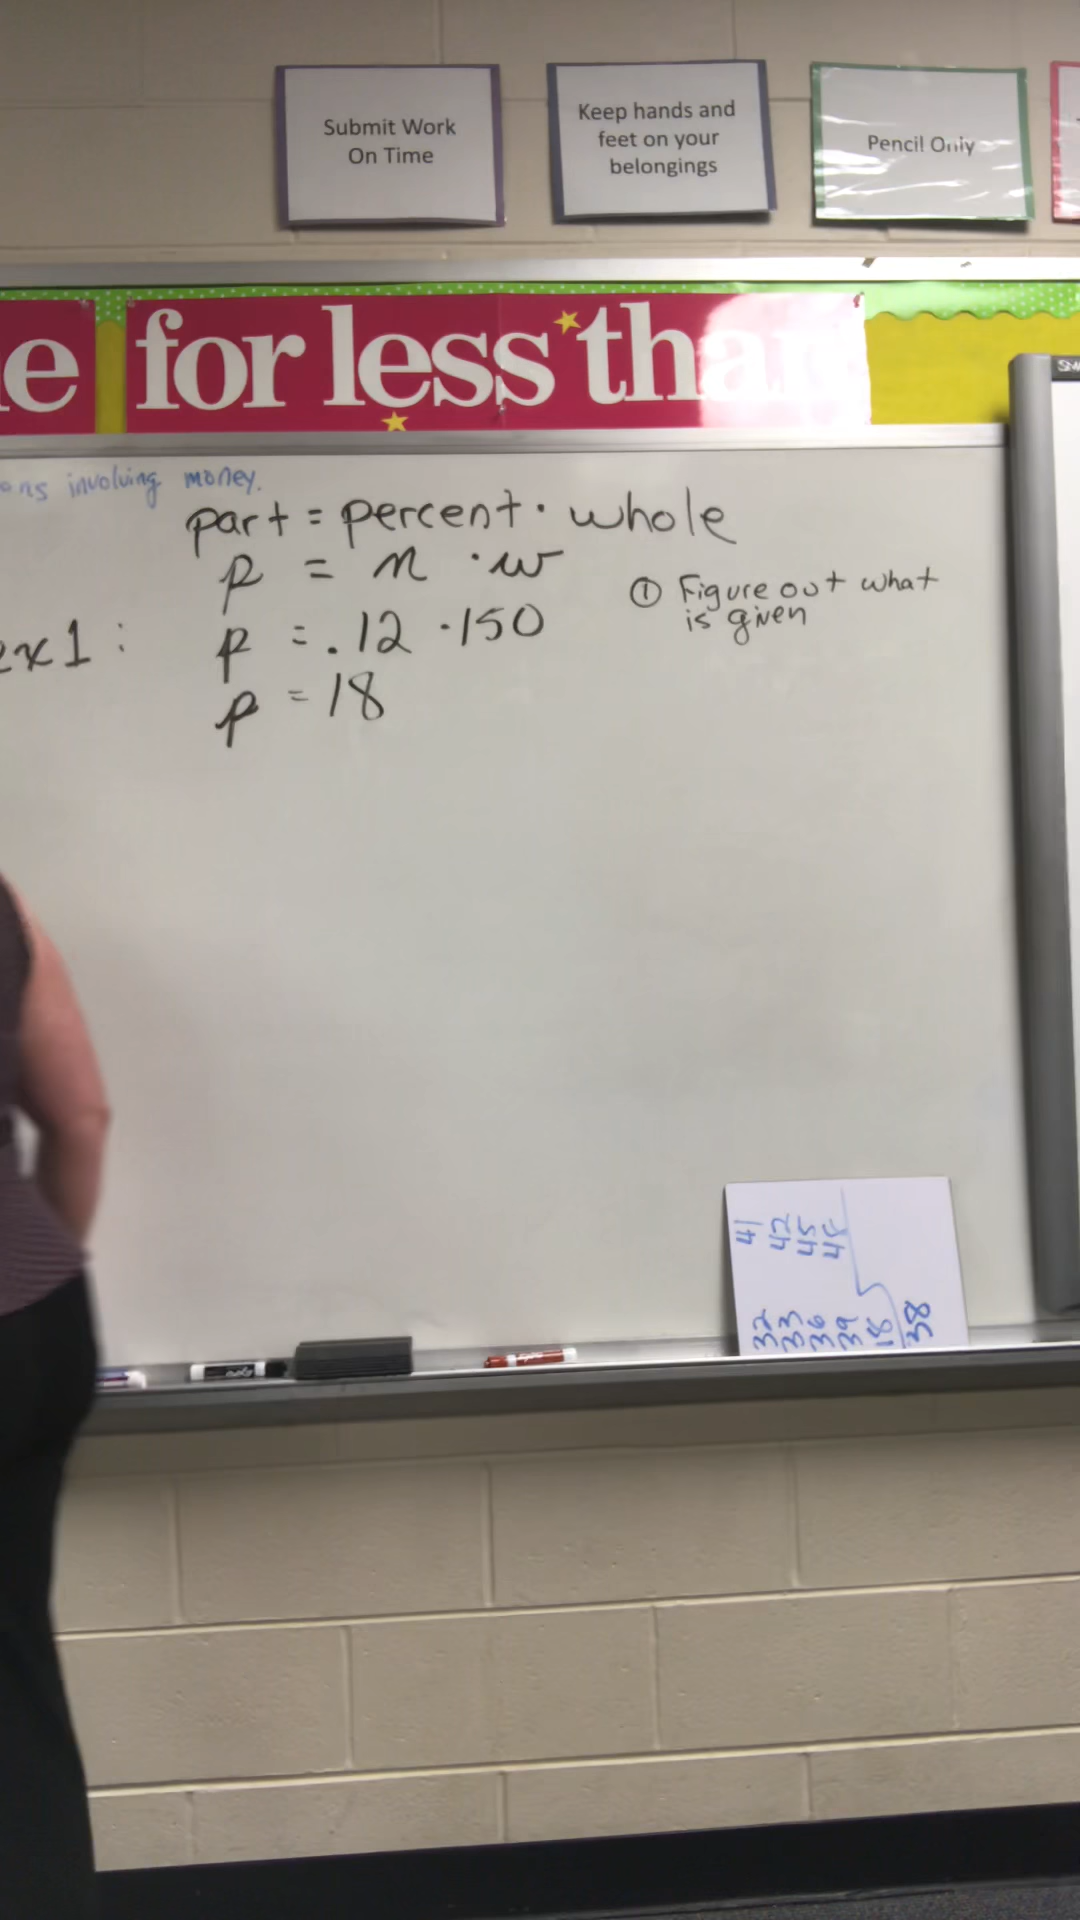 Submit Work
On Time
Keep hands and
feet on your
belongings
Pencil Only
for less than
involving money.
part = percent · whole
p = n · w
ex1: p = .12 · 150
p = 18
① Figure out what
is given
41
42
45
32
33
36
39
18
38